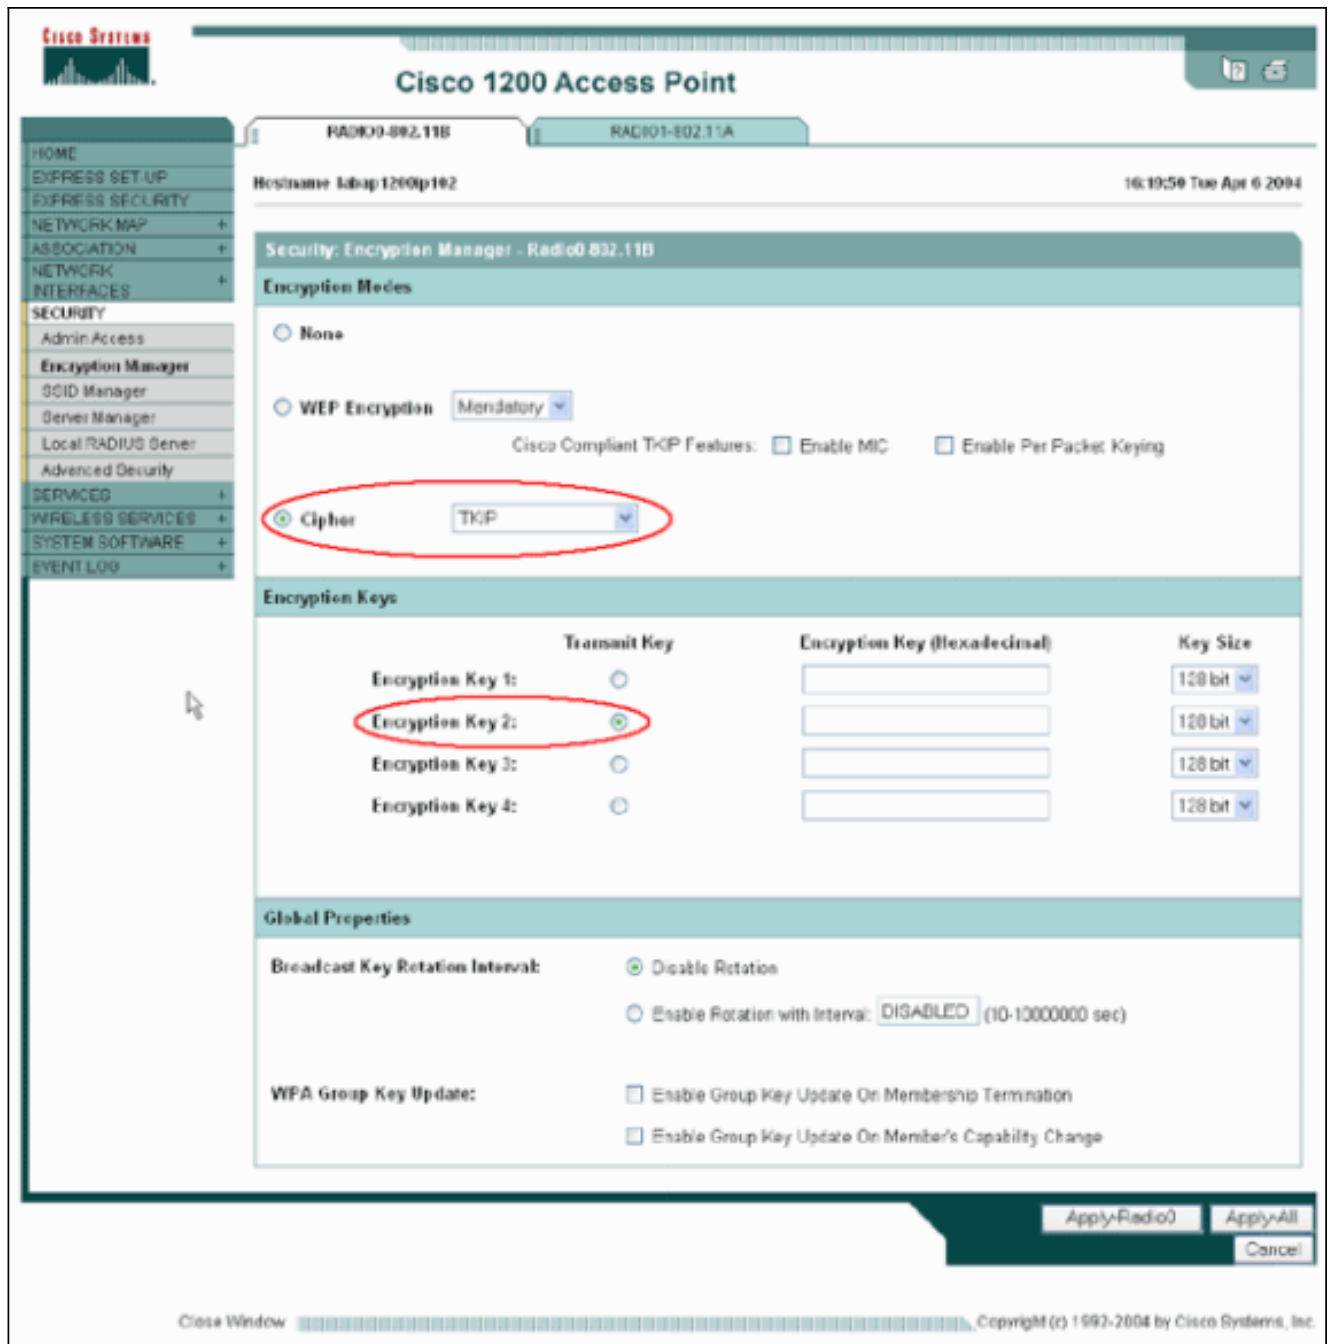 CISCO SYSTEMS
Cisco 1200 Access Point
RADIO0-802.11B
RADIO1-802.11A
HOME
EXPRESS SET-UP
EXPRESS SECURITY
NETWORK MAP +
ASSOCIATION +
NETWORK
INTERFACES +
SECURITY
Admin Access
Encryption Manager
SSID Manager
Server Manager
Local RADIUS Server
Advanced Security
SERVICES +
WIRELESS SERVICES +
SYSTEM SOFTWARE +
EVENT LOG +
Hostname labap1200ip102
16:19:50 Tue Apr 6 2004
Security: Encryption Manager - Radio0-802.11B
Encryption Modes
None
WEP Encryption Mandatory
Cisco Compliant TKIP Features: Enable MIC Enable Per Packet Keying
Cipher TKIP
Encryption Keys
Transmit Key Encryption Key (Hexadecimal) Key Size
Encryption Key 1: 128 bit
Encryption Key 2: 128 bit
Encryption Key 3: 128 bit
Encryption Key 4: 128 bit
Global Properties
Broadcast Key Rotation Interval: Disable Rotation
Enable Rotation with Interval: DISABLED (10-10000000 sec)
WPA Group Key Update: Enable Group Key Update On Membership Termination
Enable Group Key Update On Member's Capability Change
Apply-Radio0 Apply-All
Cancel
Close Window Copyright (c) 1992-2004 by Cisco Systems, Inc.